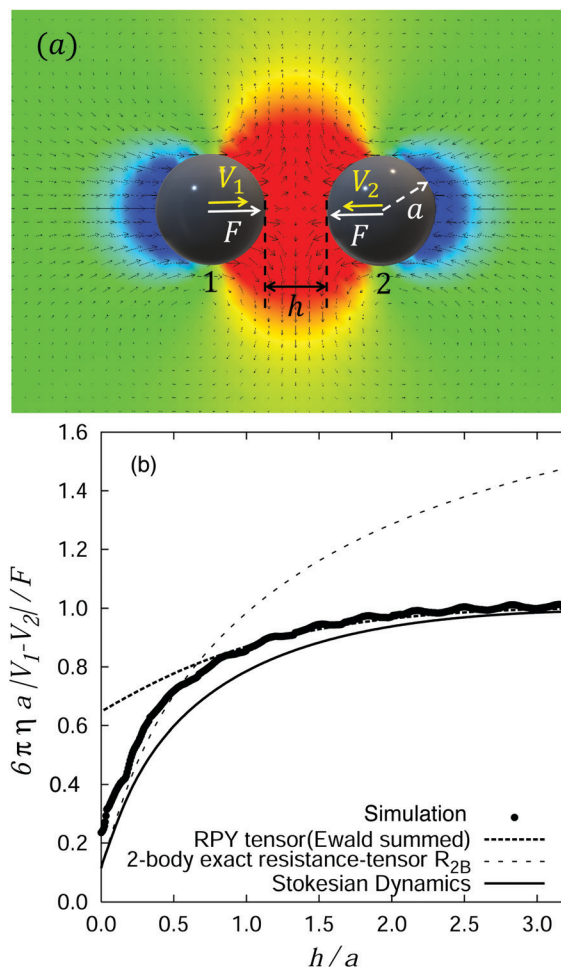 (a)
V₁
V₂
F
F
a
1
2
h
(b)
1.6
1.4
1.2
1.0
0.8
0.6
0.4
0.2
0.0
6πη a |V₁-V₂| / F
Simulation
RPY tensor(Ewald summed)
2-body exact resistance-tensor R₂B
Stokesian Dynamics
0.0 0.5 1.0 1.5 2.0 2.5 3.0
h/a